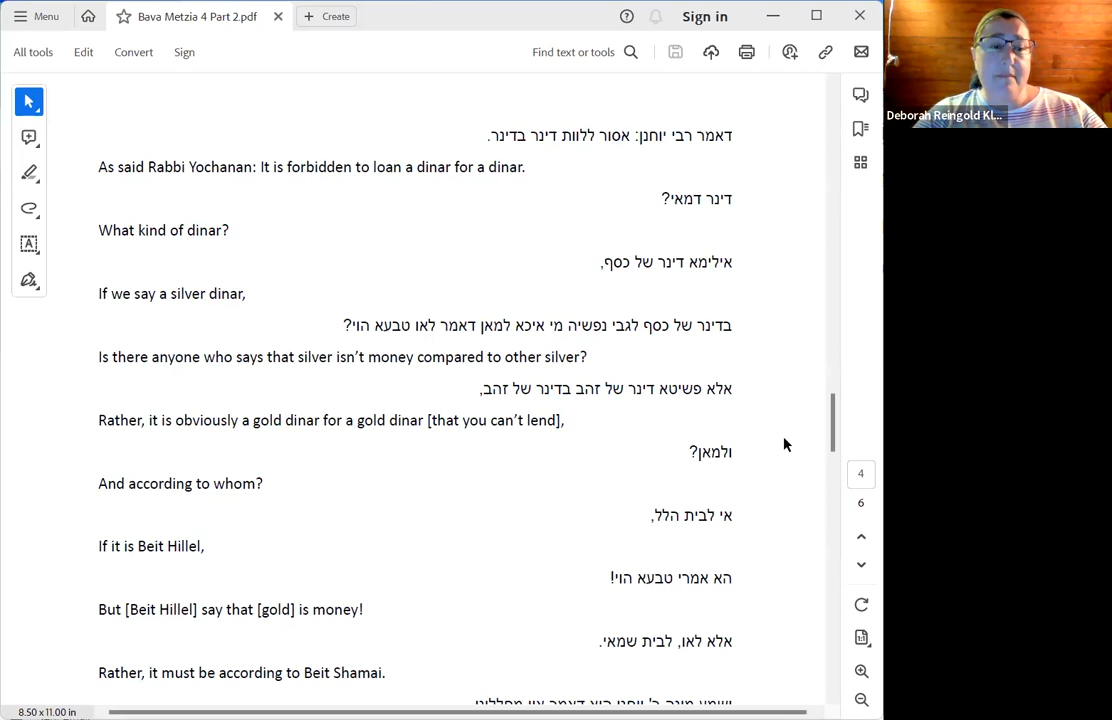 Menu
Bava Metzia 4 Part 2.pdf
Create
Sign in
All tools
Edit
Convert
Sign
Find text or tools
Deborah Reingold Kl...
דאמר רבי יוחנן: אסור ללוות דינר בדינר.
As said Rabbi Yochanan: It is forbidden to loan a dinar for a dinar.
דינר דמאי?
What kind of dinar?
אילימא דינר של כסף,
If we say a silver dinar,
בדינר של כסף לגבי נפשיה מי איכא למאן דאמר לאו טבעא הוי?
Is there anyone who says that silver isn't money compared to other silver?
אלא פשיטא דינר של זהב בדינר של זהב,
Rather, it is obviously a gold dinar for a gold dinar [that you can't lend],
ולמאן?
And according to whom?
אי לבית הלל,
If it is Beit Hillel,
הא אמרי טבעא הוי!
But [Beit Hillel] say that [gold] is money!
אלא לאו, לבית שמאי.
Rather, it must be according to Beit Shamai.
4
6
8.50 x 11.00 in